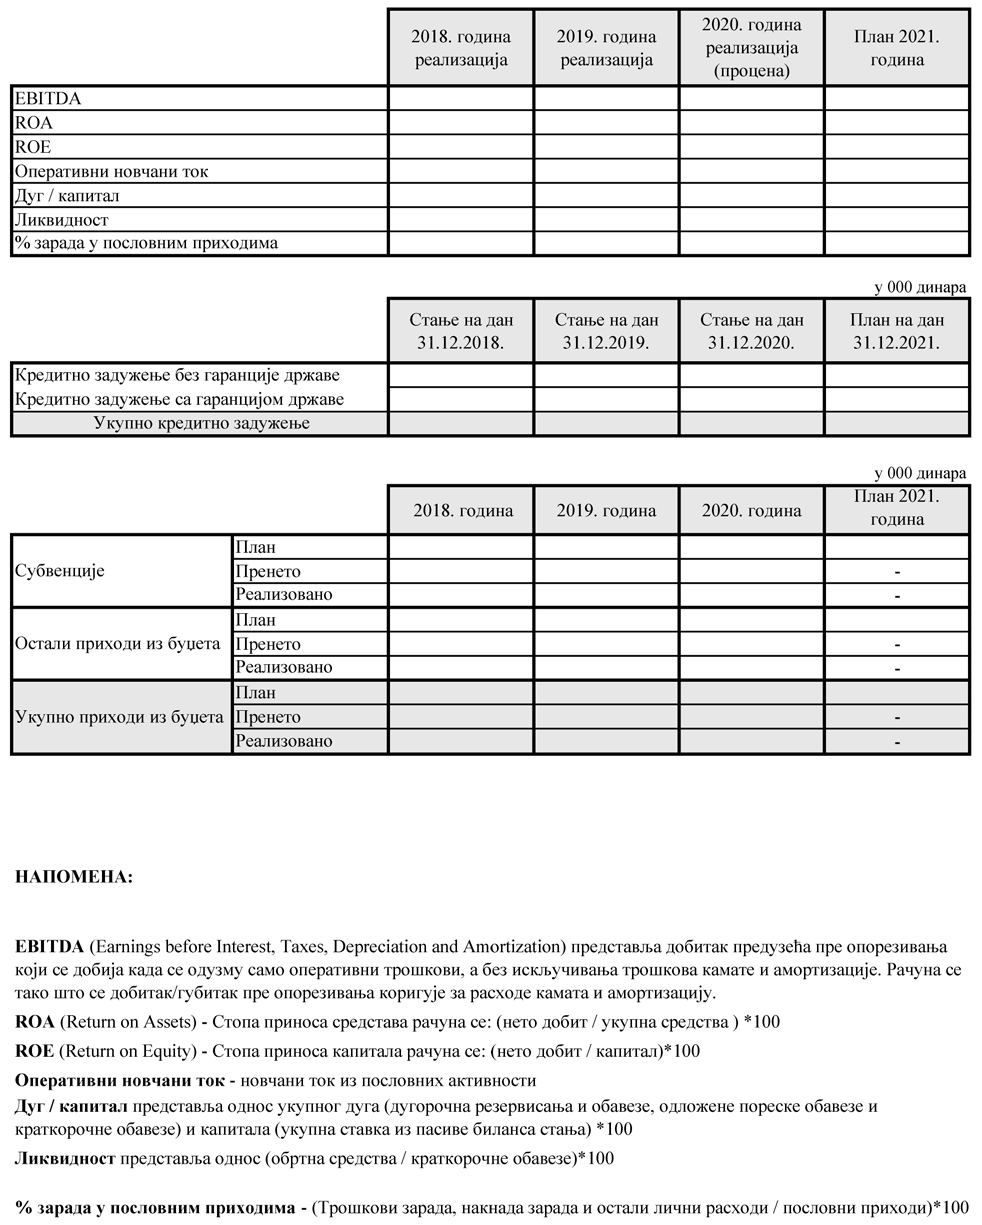 2018. година реализација 2019. година реализација 2020. година реализација (процена) План 2021. година
EBITDA
ROA
ROE
Оперативни новчани ток
Дуг / капитал
Ликвидност
% зарада у пословним приходима
у 000 динара
Стање на дан 31.12.2018. Стање на дан 31.12.2019. Стање на дан 31.12.2020. План на дан 31.12.2021.
Кредитно задужење без гаранције државе
Кредитно задужење са гаранцијом државе
Укупно кредитно задужење
у 000 динара
2018. година 2019. година 2020. година План 2021. година
Субвенције
План
Пренето -
Реализовано -
Остали приходи из буџета
План
Пренето -
Реализовано -
Укупно приходи из буџета
План
Пренето -
Реализовано -
НАПОМЕНА:
EBITDA (Earnings before Interest, Taxes, Depreciation and Amortization) представља добитак предузећа пре опорезивања
који се добија када се одузму само оперативни трошкови, а без искључивања трошкова камате и амортизације. Рачуна се
тако што се добитак/губитак пре опорезивања коригује за расходе камата и амортизацију.
ROA (Return on Assets) - Стопа приноса средстава рачуна се: (нето добит / укупна средства ) *100
ROE (Return on Equity) - Стопа приноса капитала рачуна се: (нето добит / капитал)*100
Оперативни новчани ток - новчани ток из пословних активности
Дуг / капитал представља однос укупног дуга (дугорочна резервисања и обавезе, одложене пореске обавезе и
краткорочне обавезе) и капитала (укупна ставка из пасиве биланса стања) *100
Ликвидност представља однос (обртна средства / краткорочне обавезе)*100
% зарада у пословним приходима - (Трошкови зарада, накнада зарада и остали лични расходи / пословни приходи)*100